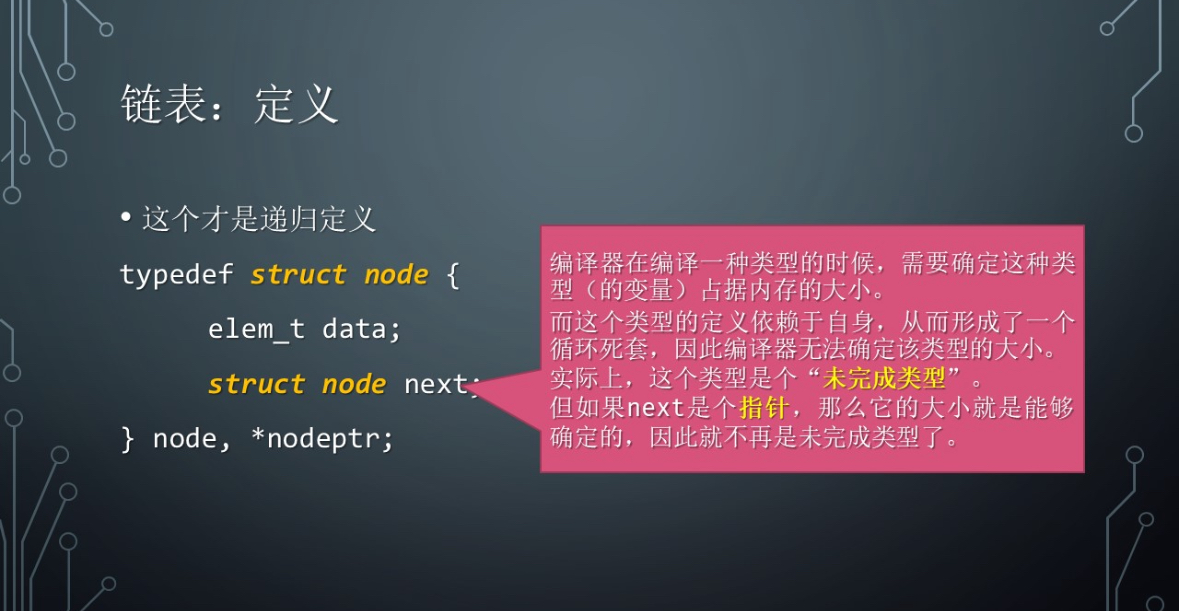 链表：定义
• 这个才是递归定义
typedef struct node {
elem_t data;
struct node next;
} node, *nodeptr;
编译器在编译一种类型的时候，需要确定这种类
型（的变量）占据内存的大小。
而这个类型的定义依赖于自身，从而形成了一个
循环死套，因此编译器无法确定该类型的大小。
实际上，这个类型是个“未完成类型”。
但如果next是个指针，那么它的大小就是能够
确定的，因此就不再是未完成类型了。